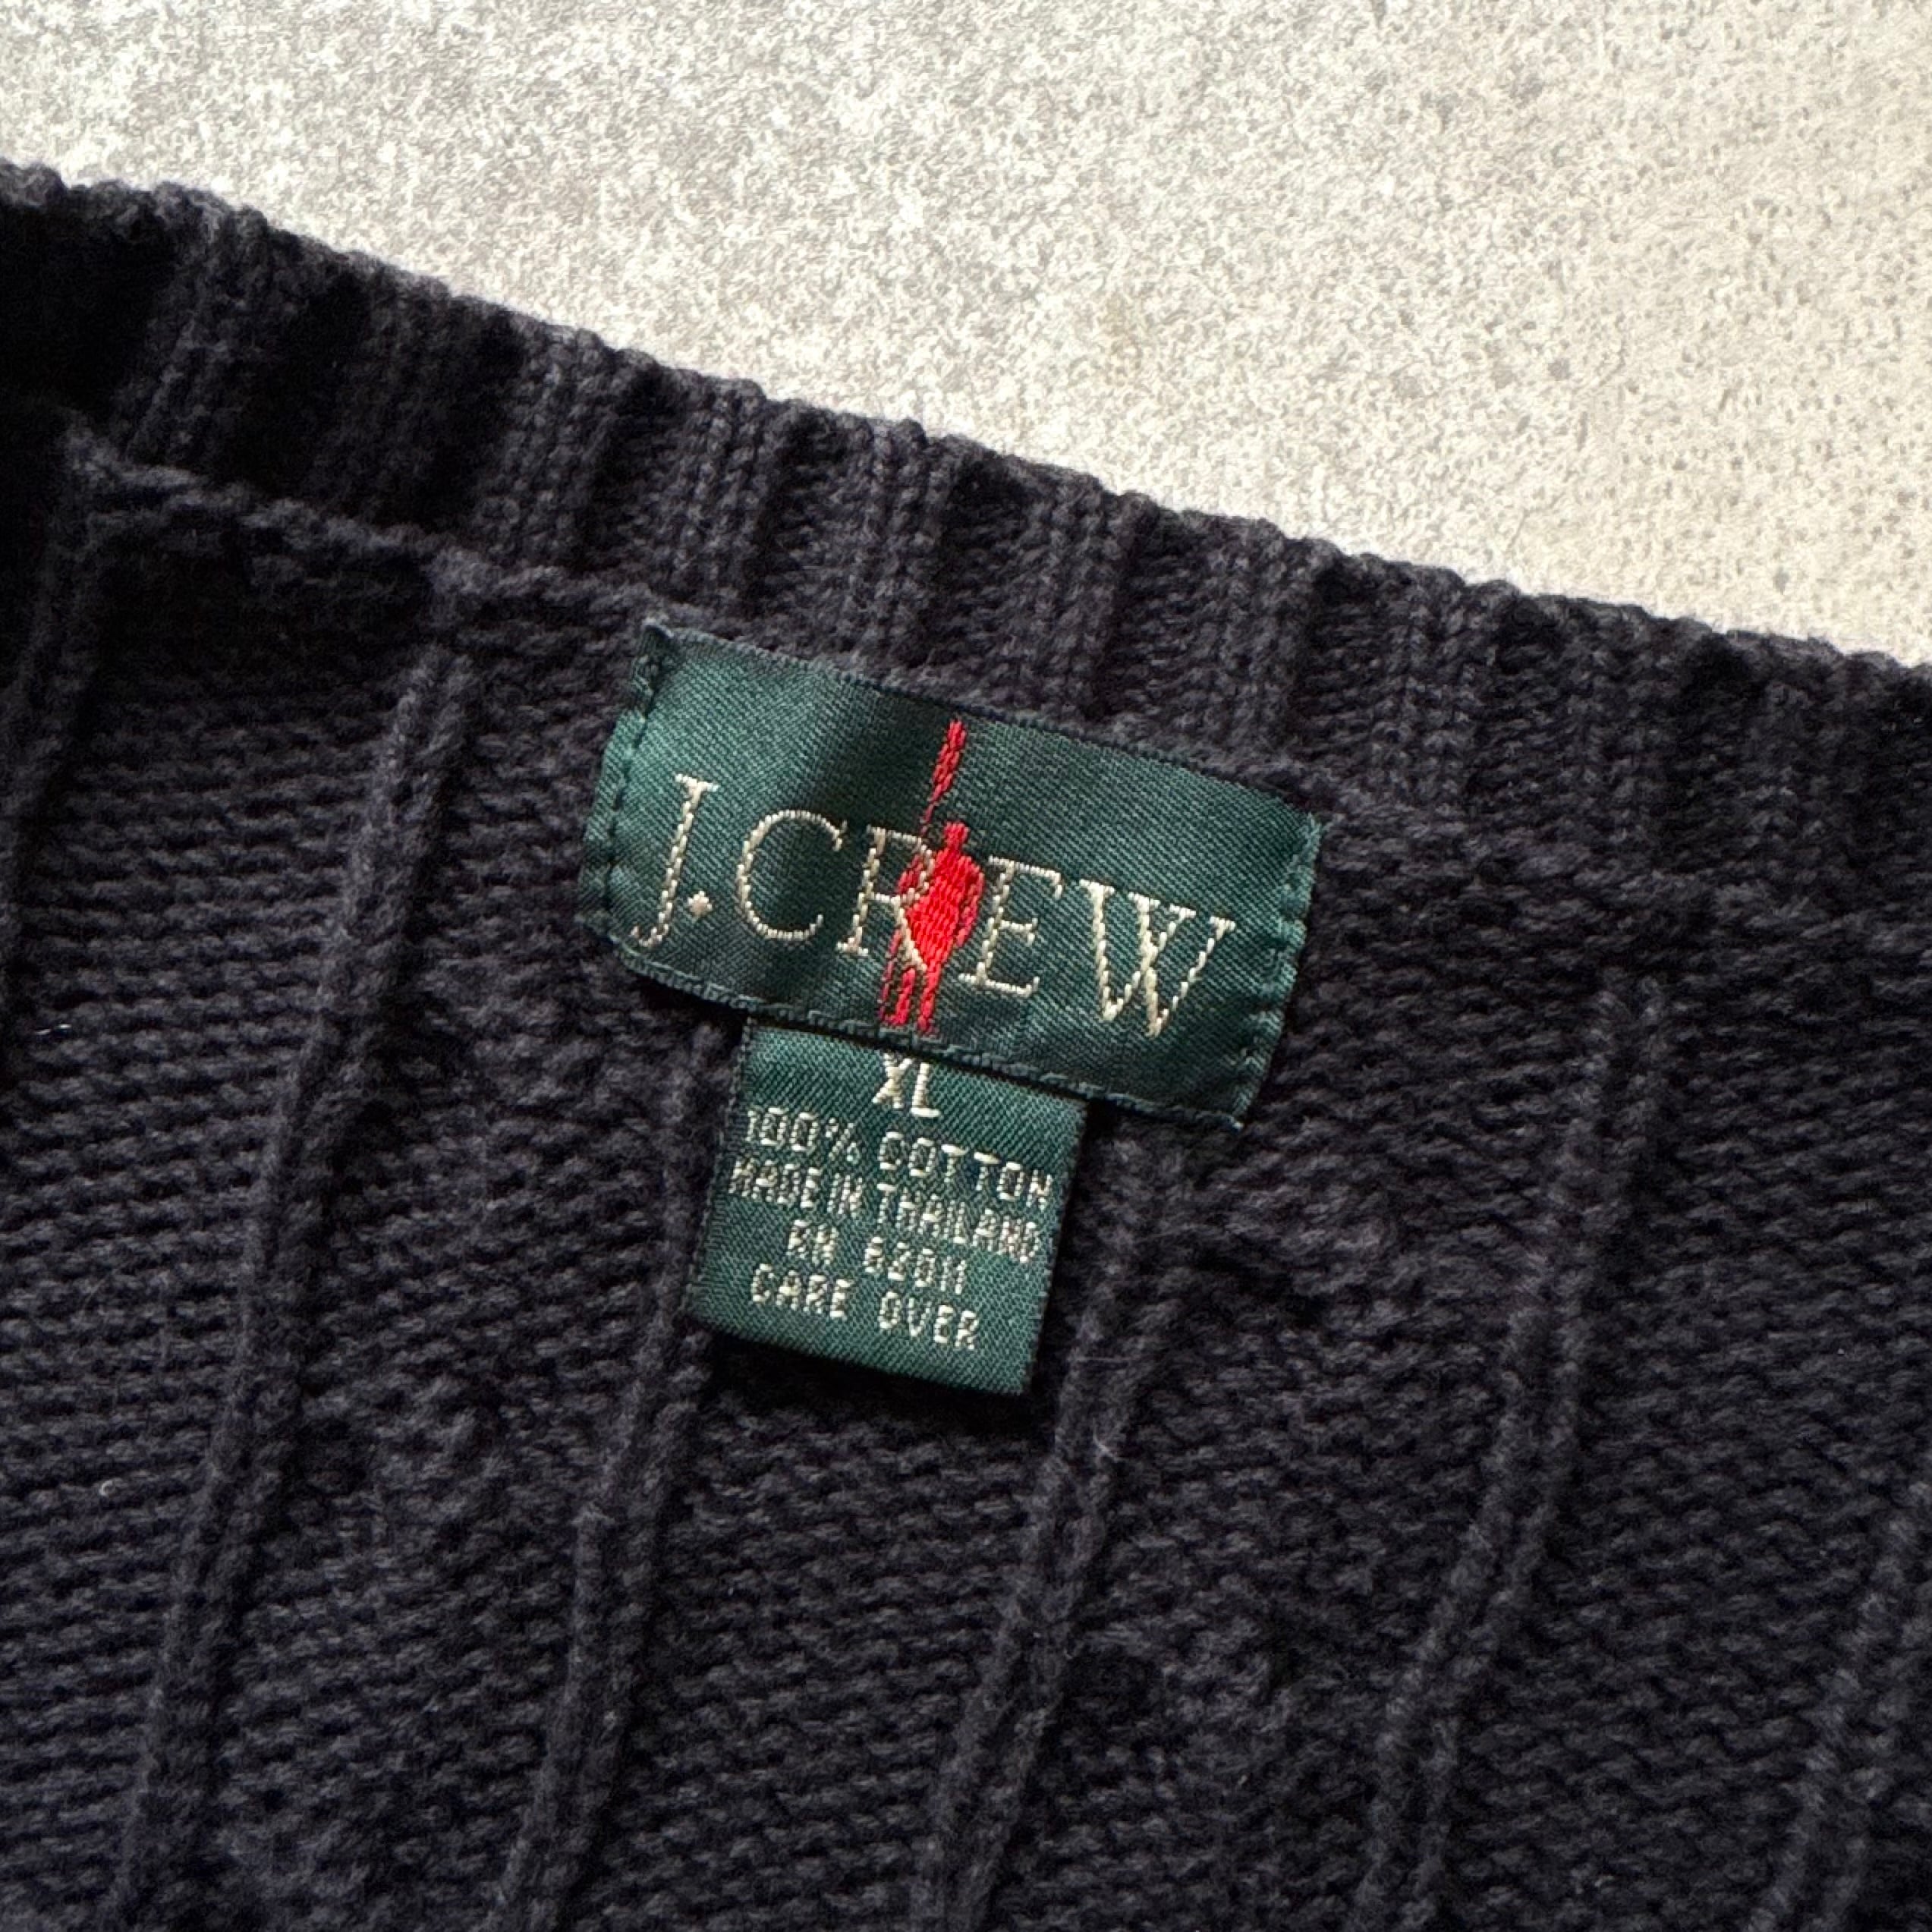 J.CREW
XL
100% COTTON
MADE IN THAILAND
RN 62011
CARE OVER